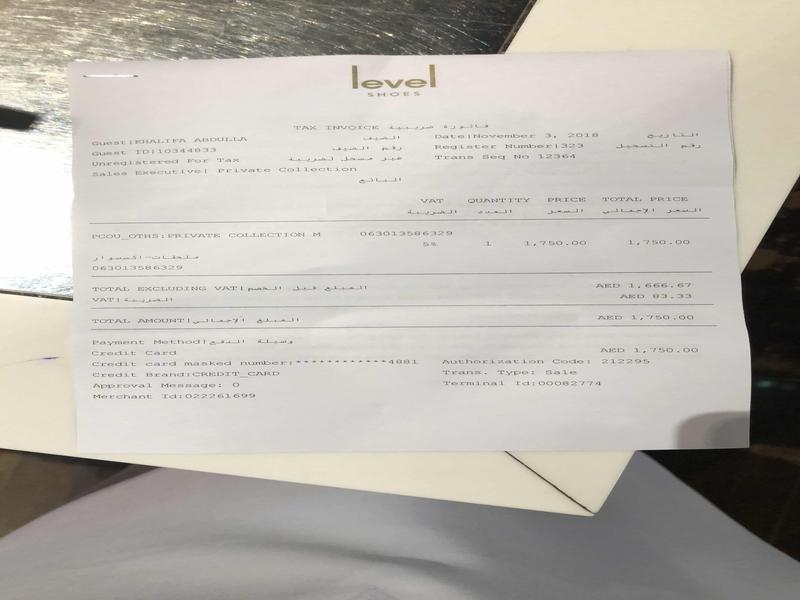 level
SHOES
TAX INVOICE فاتورة ضريبية
Guest|KHALIFA ABDULLA الضيف Date|November 3, 2018 التاريخ
Guest ID|10344833 رقم الضيف Register Number|323 رقم التسجيل
Unregistered For Tax غير مسجل لضريبة Trans Seq No 12364
Sales Executive| Private Collection
البائع
VAT QUANTITY PRICE TOTAL PRICE
الضريبة العدد السعر السعر الإجمالي
PCOU_OTHS:PRIVATE COLLECTION M 063013586329
5% 1 1,750.00 1,750.00
ملحقات-اكسسوار
063013586329
TOTAL EXCLUDING VAT|المبلغ قبل الخصم AED 1,666.67
VAT|الضريبة AED 83.33
TOTAL AMOUNT|المبلغ الإجمالي AED 1,750.00
Payment Method|وسيلة الدفع
Credit Card AED 1,750.00
Credit card masked number:************4881 Authorization Code: 212295
Credit Brand:CREDIT_CARD Trans. Type: Sale
Approval Message: 0 Terminal Id:00082774
Merchant Id:022261699